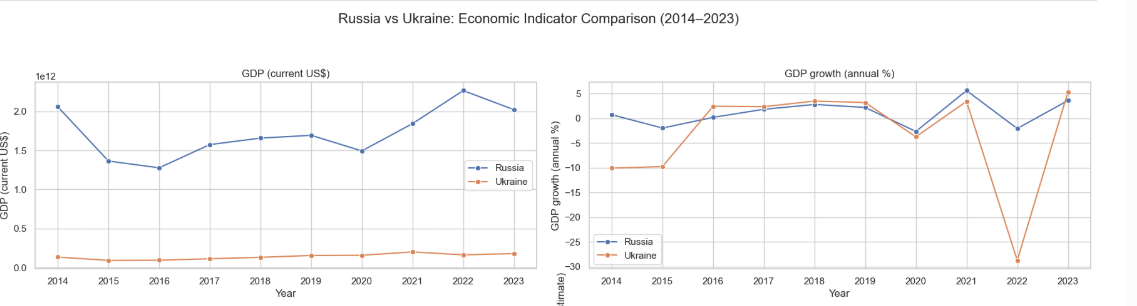 Russia vs Ukraine: Economic Indicator Comparison (2014–2023)
GDP (current US$)
1e12
GDP (current US$)
2.0
1.5
1.0
0.5
0.0
Russia
Ukraine
2014 2015 2016 2017 2018 2019 2020 2021 2022 2023
Year
GDP growth (annual %)
GDP growth (annual %)
5
0
−5
−10
−15
−20
−25
−30
Russia
Ukraine
2014 2015 2016 2017 2018 2019 2020 2021 2022 2023
Year